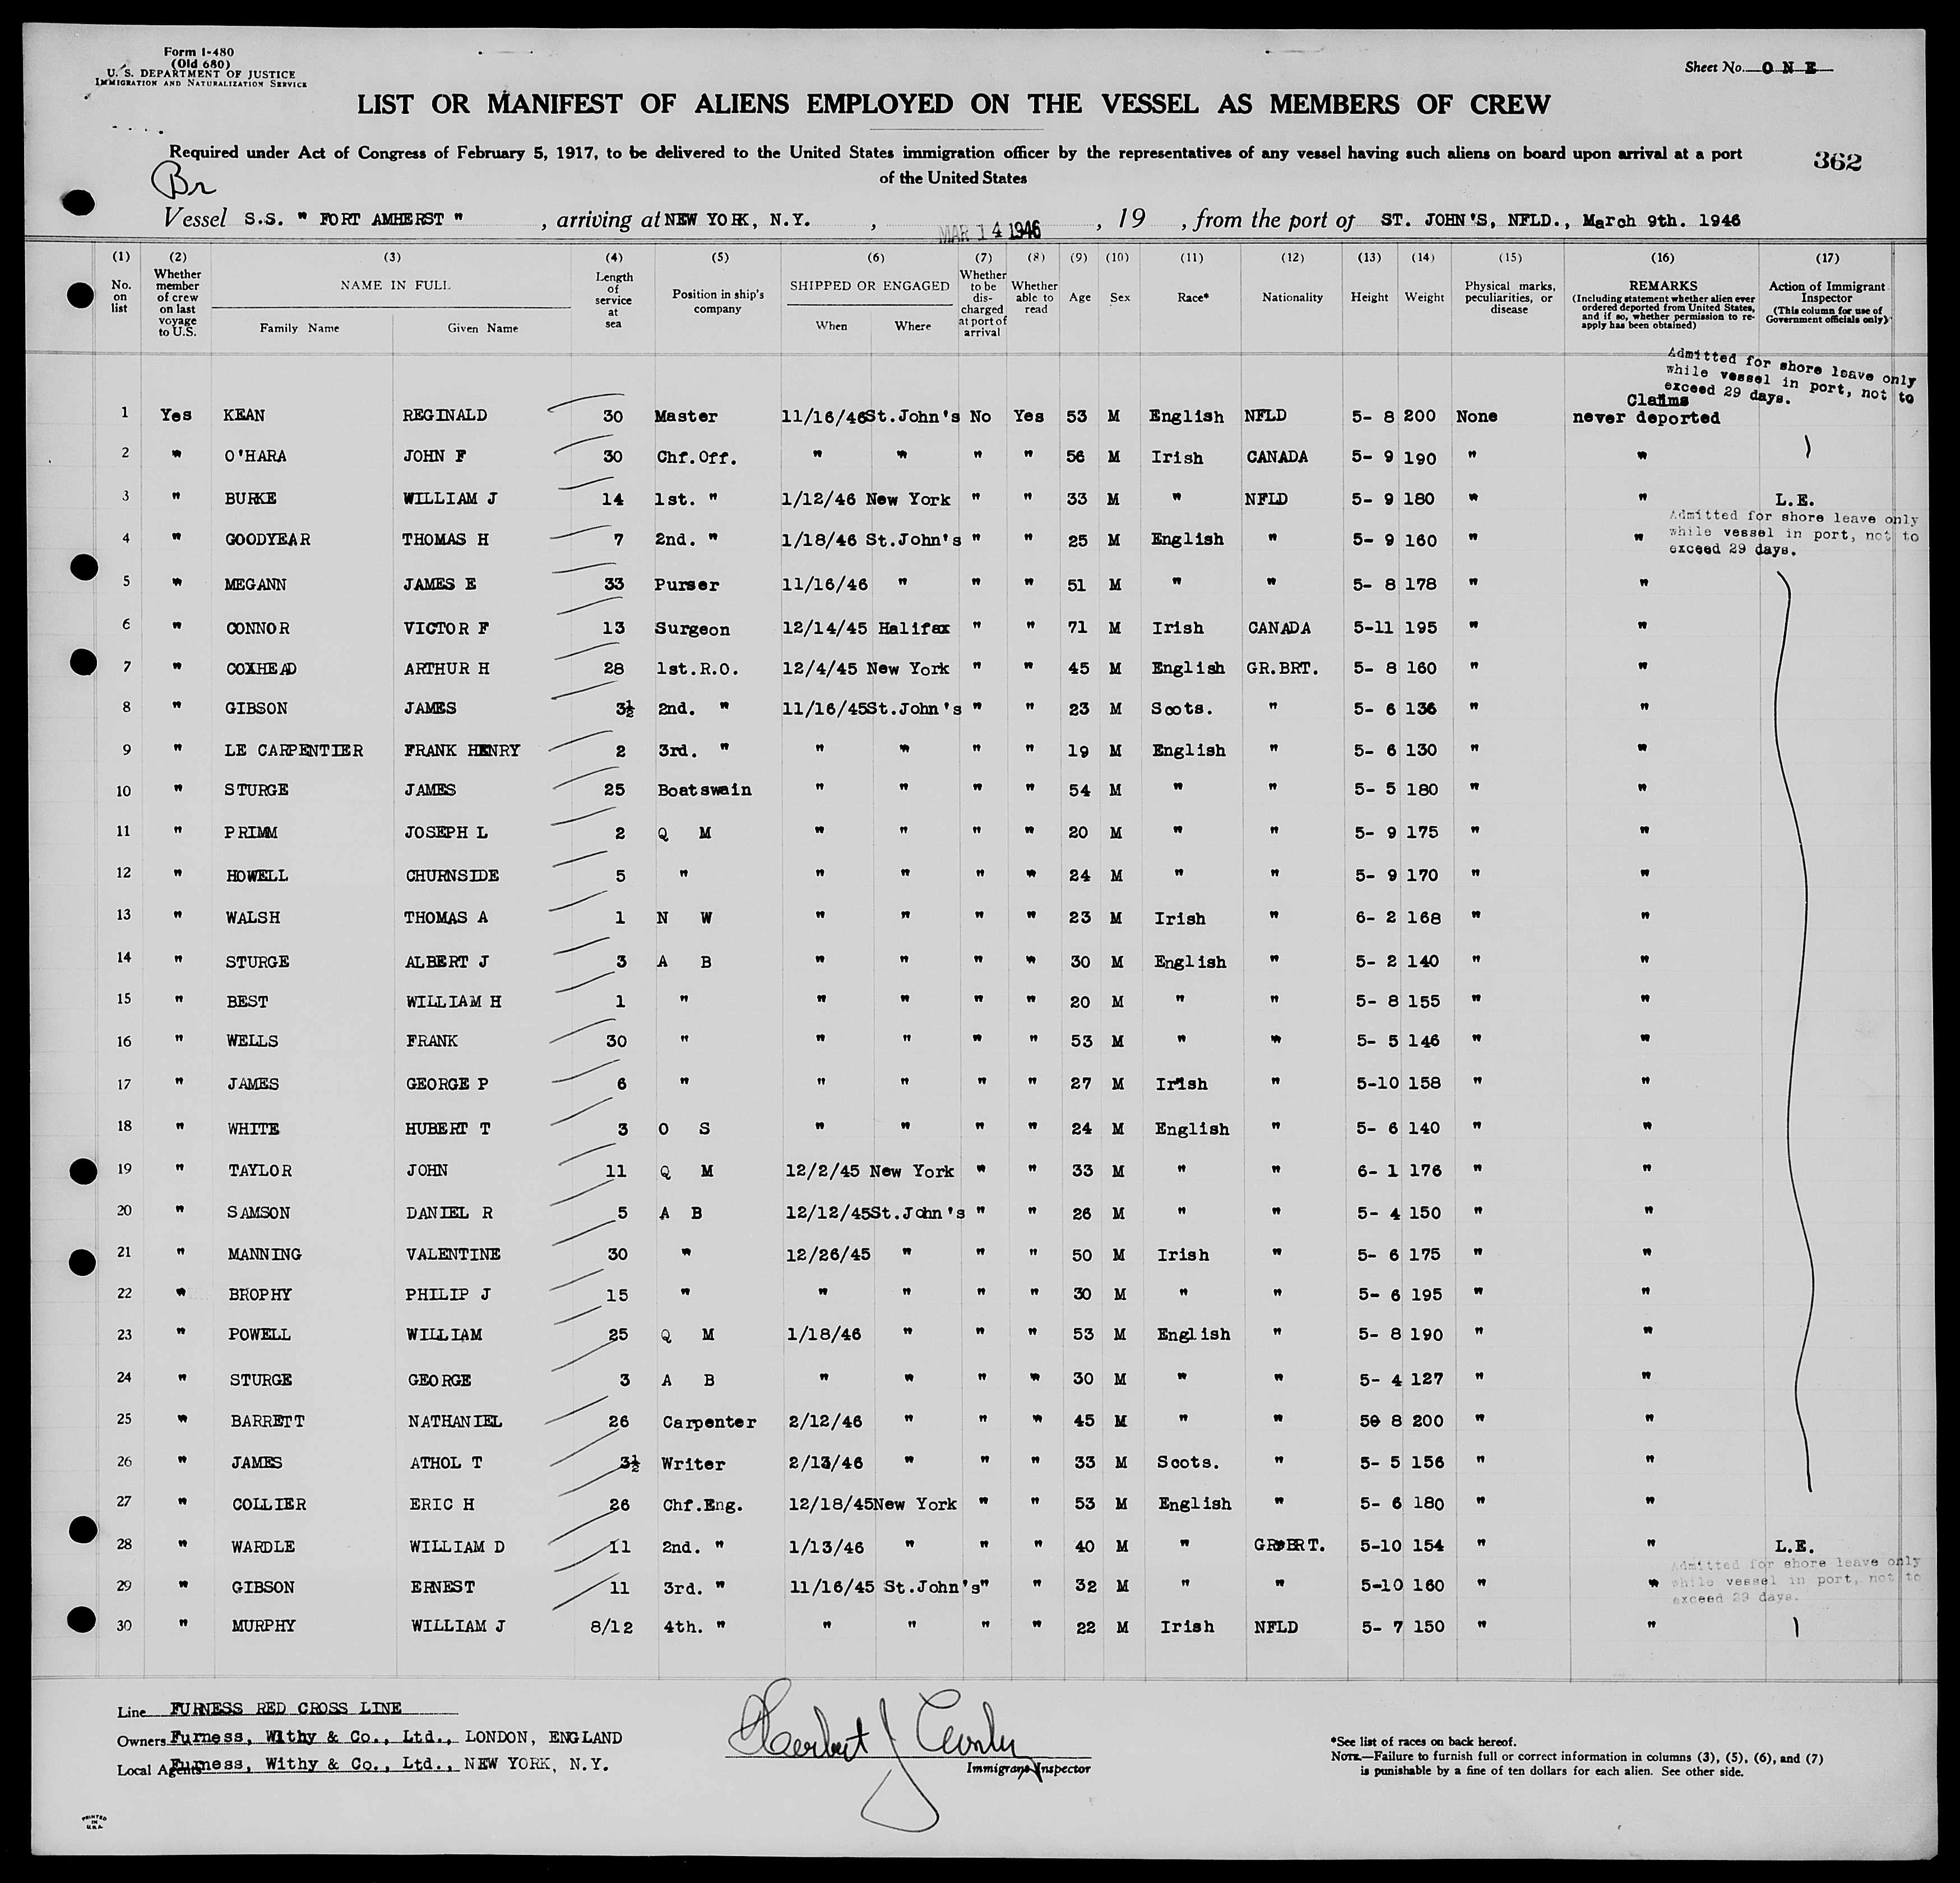 Form I-480
(Old 680)
U. S. DEPARTMENT OF JUSTICE
IMMIGRATION AND NATURALIZATION SERVICE
Sheet No. O N E
LIST OR MANIFEST OF ALIENS EMPLOYED ON THE VESSEL AS MEMBERS OF CREW
Required under Act of Congress of February 5, 1917, to be delivered to the United States immigration officer by the representatives of any vessel having such aliens on board upon arrival at a port
of the United States
362
Br
Vessel S.S. " FORT AMHERST " , arriving at NEW YORK, N.Y. , MAR 14 1946 , 19 , from the port of ST. JOHN'S, NFLD., March 9th. 1946
(1) No. on list (2) Whether member of crew on last voyage to U.S. (3) NAME IN FULL Family Name Given Name (4) Length of service at sea (5) Position in ship's company (6) SHIPPED OR ENGAGED When Where (7) Whether to be discharged at port of arrival (8) Whether able to read (9) Age (10) Sex (11) Race* (12) Nationality (13) Height (14) Weight (15) Physical marks, peculiarities, or disease (16) REMARKS (Including statement whether alien ever ordered deported from United States, and if so, whether permission to re-apply has been obtained) (17) Action of Immigrant Inspector (This column for use of Government officials only)
Admitted for shore leave only
while vessel in port, not to
exceed 29 days.
Claims
1 Yes KEAN REGINALD 30 Master 11/16/46 St.John's No Yes 53 M English NFLD 5- 8 200 None never deported
2 " O'HARA JOHN F 30 Chf.Off. " " " " 56 M Irish CANADA 5- 9 190 " "
3 " BURKE WILLIAM J 14 1st. " 1/12/46 New York " " 33 M " NFLD 5- 9 180 " " L.E.
Admitted for shore leave only
while vessel in port, not to
exceed 29 days.
4 " GOODYEAR THOMAS H 7 2nd. " 1/18/46 St.John's " " 25 M English " 5- 9 160 " "
5 " MEGANN JAMES E 33 Purser 11/16/46 " " " 51 M " " 5- 8 178 " "
6 " CONNOR VICTOR F 13 Surgeon 12/14/45 Halifax " " 71 M Irish CANADA 5-11 195 " "
7 " COXHEAD ARTHUR H 28 1st.R.O. 12/4/45 New York " " 45 M English GR.BRT. 5- 8 160 " "
8 " GIBSON JAMES 3½ 2nd. " 11/16/45 St.John's " " 23 M Scots. " 5- 6 136 " "
9 " LE CARPENTIER FRANK HENRY 2 3rd. " " " " " 19 M English " 5- 6 130 " "
10 " STURGE JAMES 25 Boatswain " " " " 54 M " " 5- 5 180 " "
11 " PRIMM JOSEPH L 2 Q M " " " " 20 M " " 5- 9 175 " "
12 " HOWELL CHURNSIDE 5 " " " " " 24 M " " 5- 9 170 " "
13 " WALSH THOMAS A 1 N W " " " " 23 M Irish " 6- 2 168 " "
14 " STURGE ALBERT J 3 A B " " " " 30 M English " 5- 2 140 " "
15 " BEST WILLIAM H 1 " " " " " 20 M " " 5- 8 155 " "
16 " WELLS FRANK 30 " " " " " 53 M " " 5- 5 146 " "
17 " JAMES GEORGE P 6 " " " " " 27 M Irish " 5-10 158 " "
18 " WHITE HUBERT T 3 O S " " " " 24 M English " 5- 6 140 " "
19 " TAYLOR JOHN 11 Q M 12/2/45 New York " " 33 M " " 6- 1 176 " "
20 " SAMSON DANIEL R 5 A B 12/12/45 St.John's " " 26 M " " 5- 4 150 " "
21 " MANNING VALENTINE 30 " 12/26/45 " " " 50 M Irish " 5- 6 175 " "
22 " BROPHY PHILIP J 15 " " " " " 30 M " " 5- 6 195 " "
23 " POWELL WILLIAM 25 Q M 1/18/46 " " " 53 M English " 5- 8 190 " "
24 " STURGE GEORGE 3 A B " " " " 30 M " " 5- 4 127 " "
25 " BARRETT NATHANIEL 26 Carpenter 2/12/46 " " " 45 M " " 5 8 200 " "
26 " JAMES ATHOL T 3½ Writer 2/13/46 " " " 33 M Scots. " 5- 5 156 " "
27 " COLLIER ERIC H 26 Chf.Eng. 12/18/45 New York " " 53 M English " 5- 6 180 " "
28 " WARDLE WILLIAM D 11 2nd. " 1/13/46 " " " 40 M " GR.BRT. 5-10 154 " " L.E.
Admitted for shore leave only
while vessel in port, not to
exceed 29 days.
29 " GIBSON ERNEST 11 3rd. " 11/16/45 St.John's " " 32 M " " 5-10 160 " "
30 " MURPHY WILLIAM J 8/12 4th. " " " " " 22 M Irish NFLD 5- 7 150 " "
Line FURNESS RED CROSS LINE
Owners Furness, Withy & Co., Ltd., LONDON, ENGLAND
Local Agents Furness, Withy & Co., Ltd., NEW YORK, N.Y.
Herbert J
Immigrant Inspector
*See list of races on back hereof.
NOTE.—Failure to furnish full or correct information in columns (3), (5), (6), and (7)
is punishable by a fine of ten dollars for each alien. See other side.
PRINTED
IN
U.S.A.